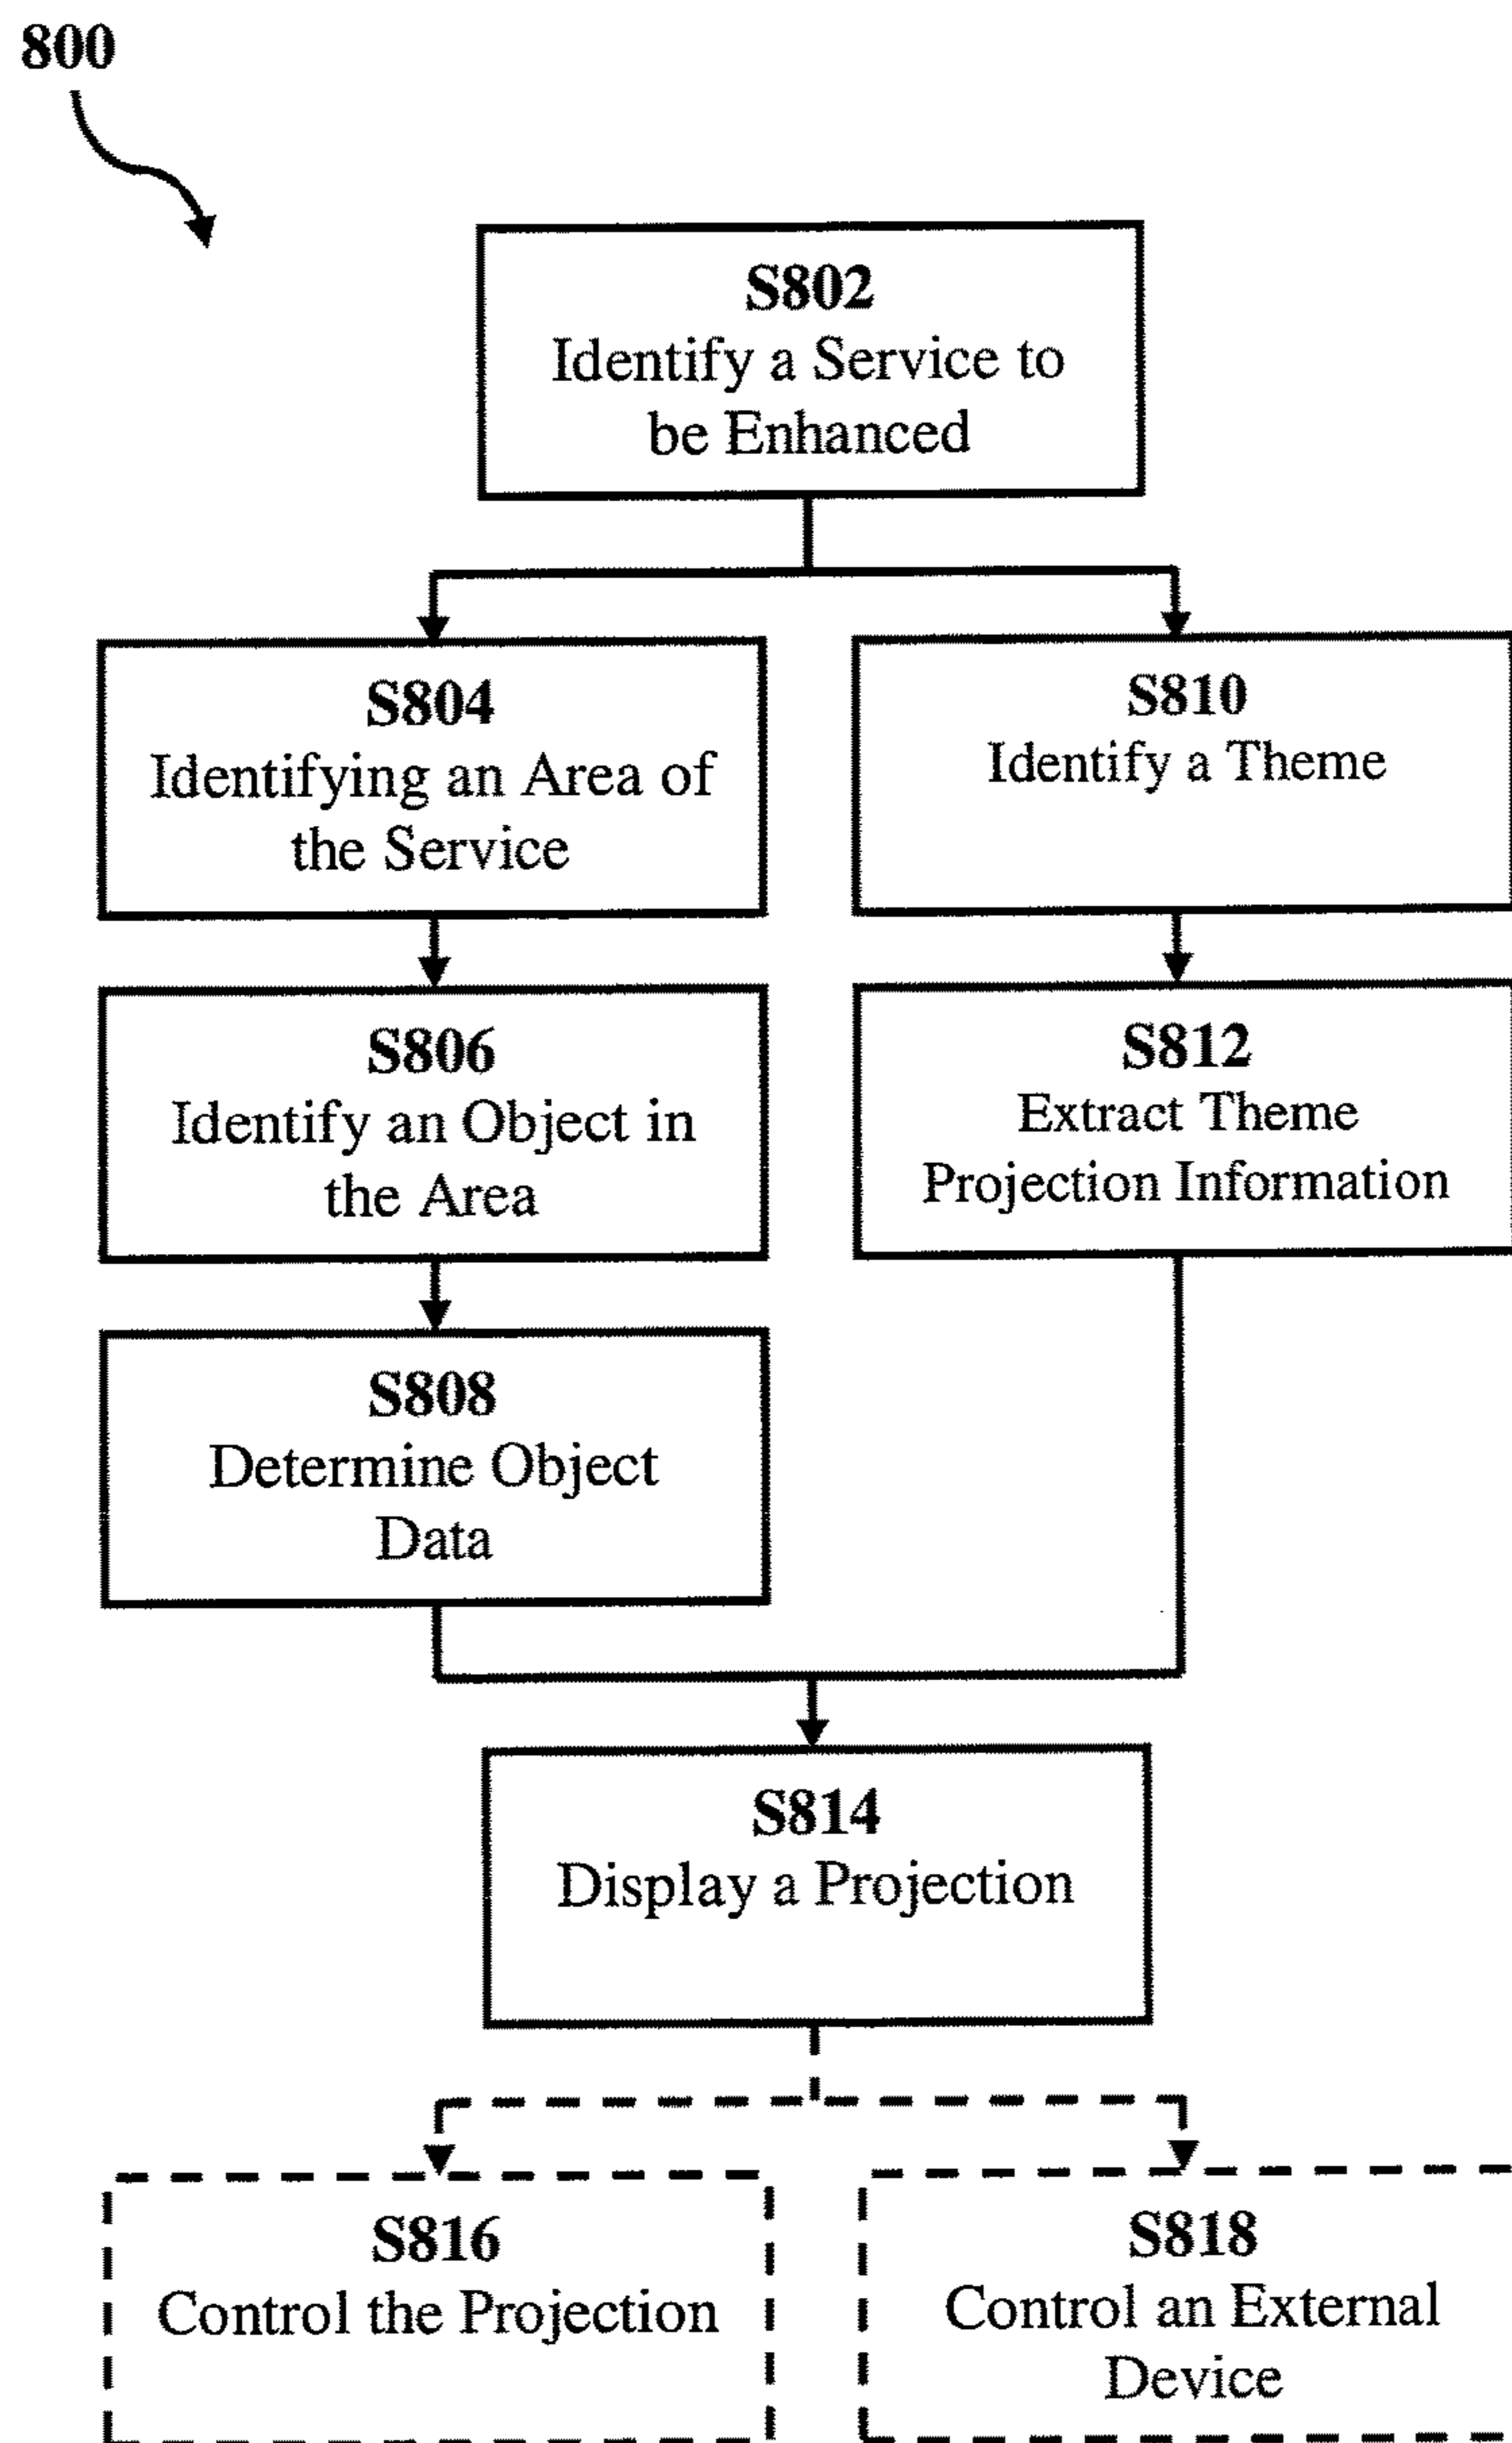 800
S802
Identify a Service to
be Enhanced
S804
Identifying an Area of
the Service
S810
Identify a Theme
S806
Identify an Object in
the Area
S812
Extract Theme
Projection Information
S808
Determine Object
Data
S814
Display a Projection
S816
Control the Projection
S818
Control an External
Device